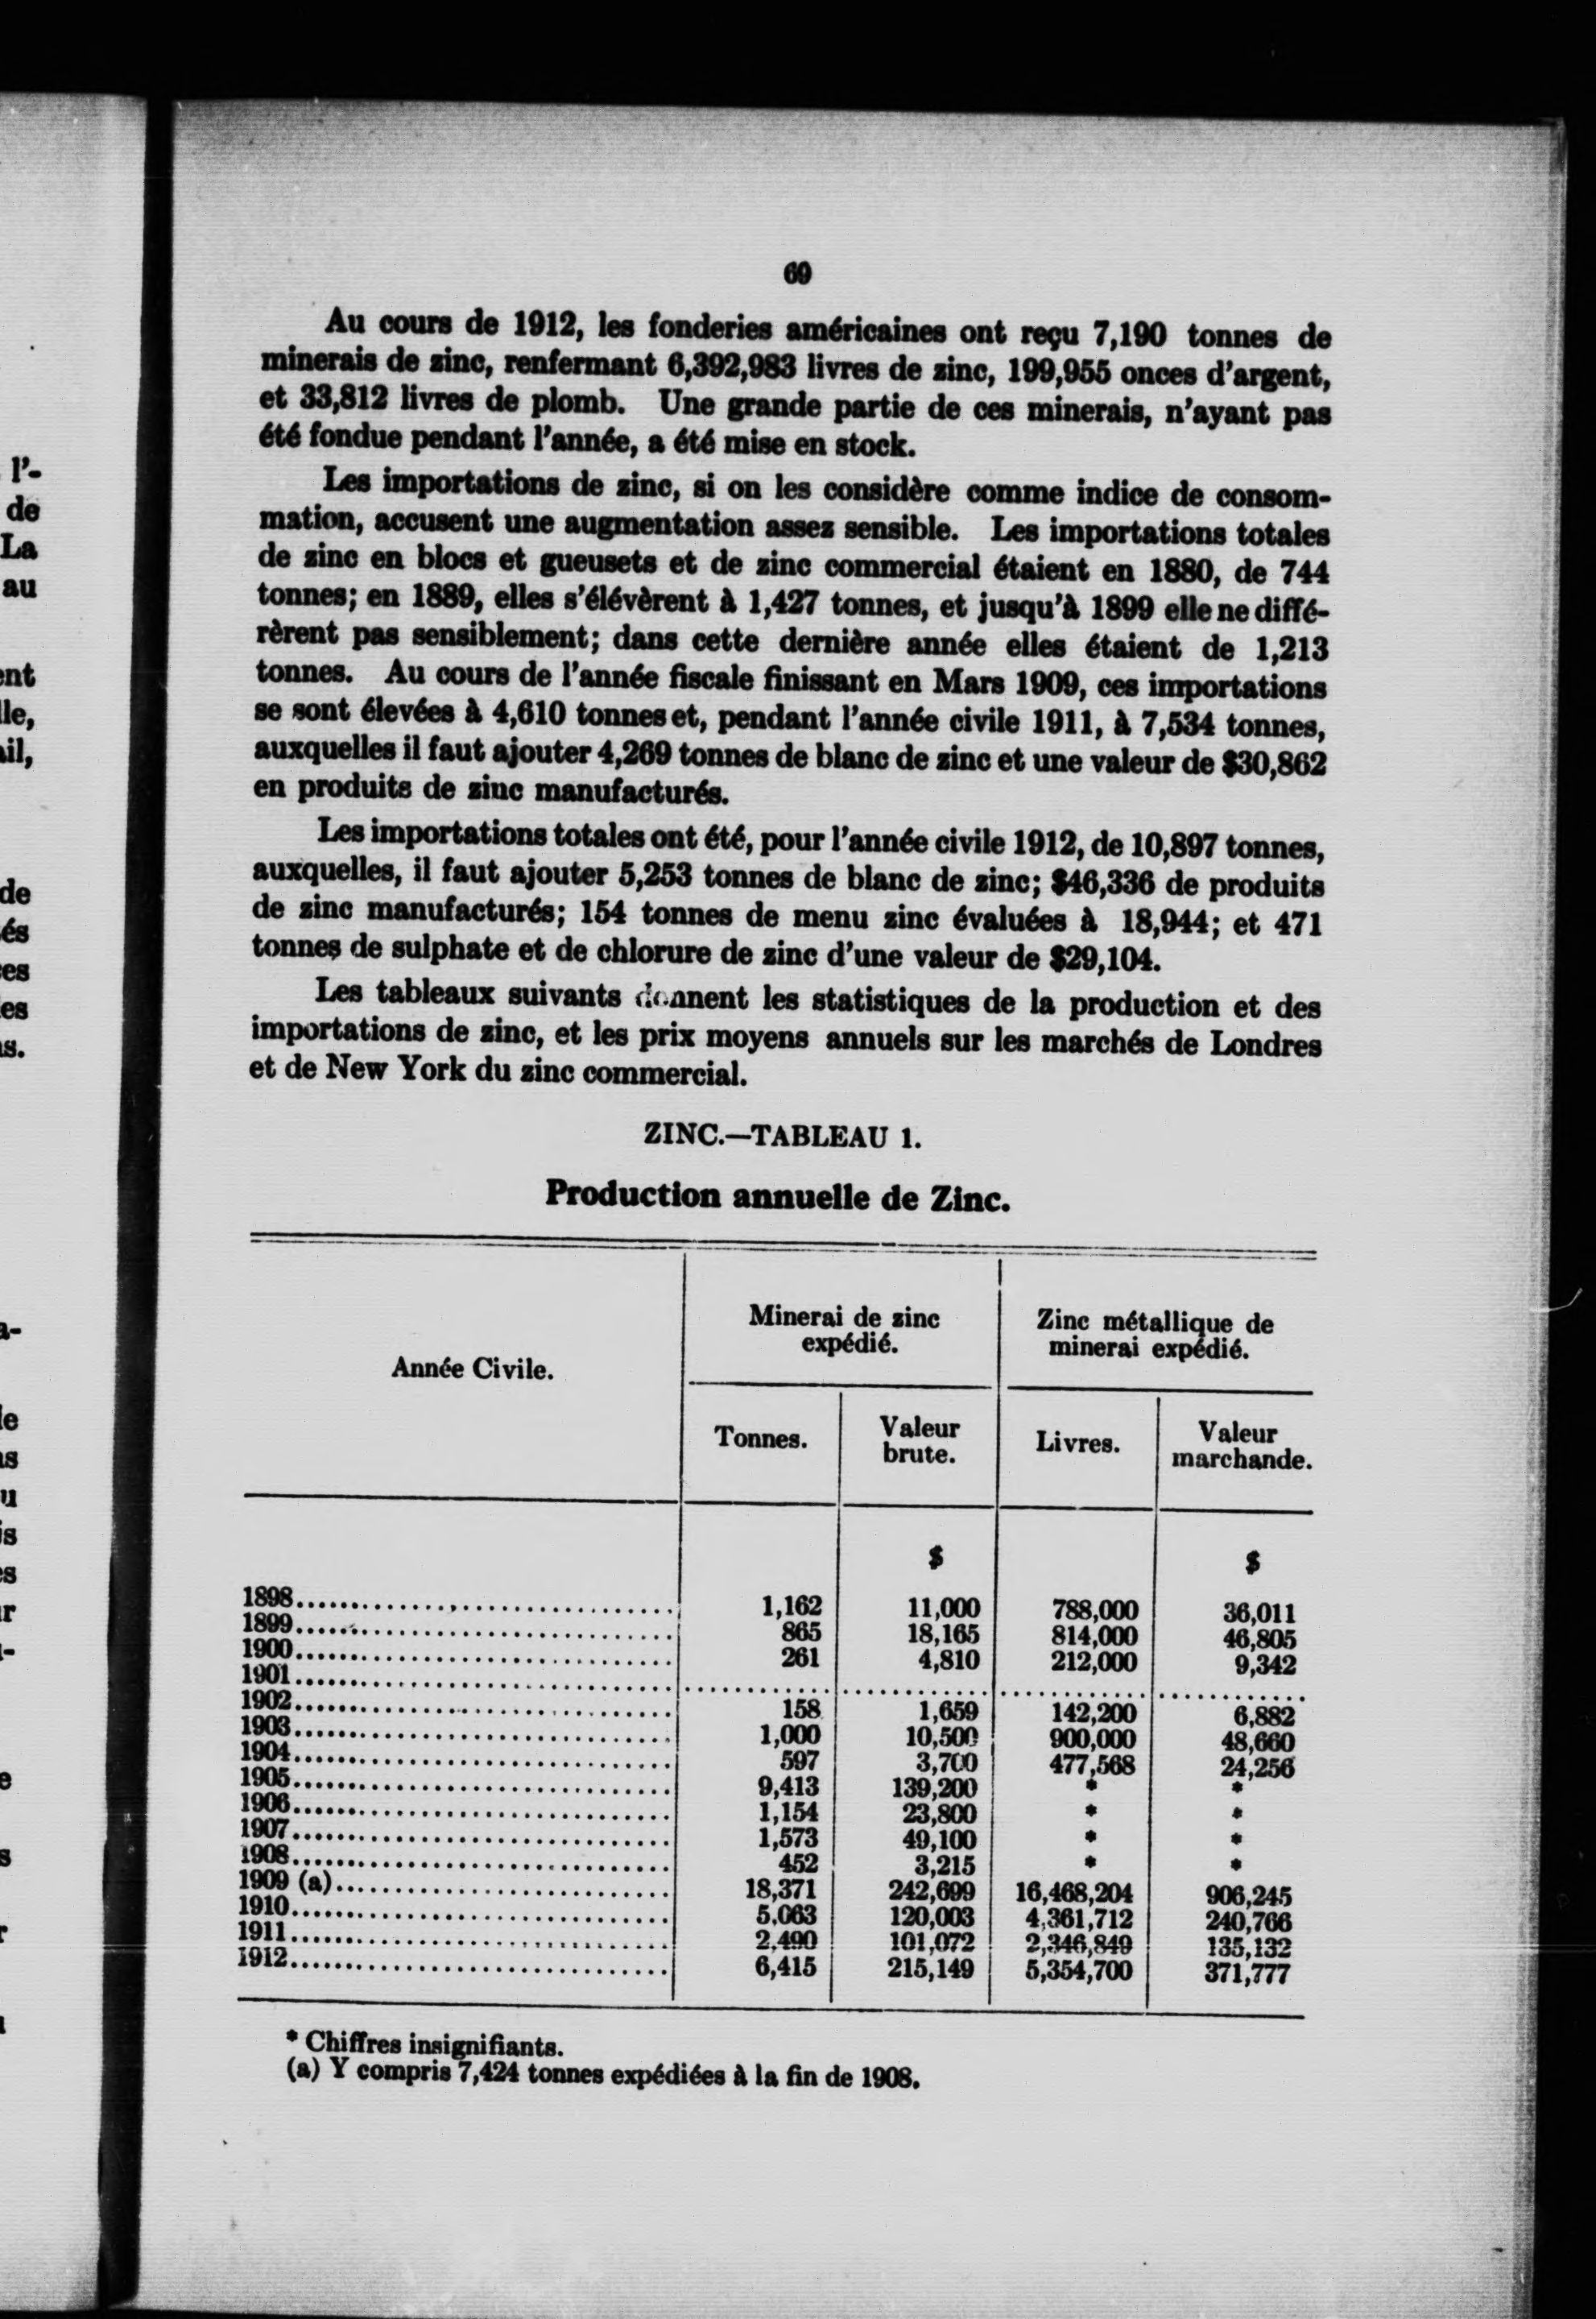 69
Au cours de 1912, les fonderies américaines ont reçu 7,190 tonnes de
minerais de zinc, renfermant 6,392,983 livres de zinc, 199,955 onces d'argent,
et 33,812 livres de plomb. Une grande partie de ces minerais, n'ayant pas
été fondue pendant l'année, a été mise en stock.
Les importations de zinc, si on les considère comme indice de consom-
mation, accusent une augmentation assez sensible. Les importations totales
de zinc en blocs et gueusets et de zinc commercial étaient en 1880, de 744
tonnes; en 1889, elles s'élévèrent à 1,427 tonnes, et jusqu'à 1899 elle ne diffé-
rèrent pas sensiblement; dans cette dernière année elles étaient de 1,213
tonnes. Au cours de l'année fiscale finissant en Mars 1909, ces importations
se sont élevées à 4,610 tonnes et, pendant l'année civile 1911, à 7,534 tonnes,
auxquelles il faut ajouter 4,269 tonnes de blanc de zinc et une valeur de $30,862
en produits de zinc manufacturés.
Les importations totales ont été, pour l'année civile 1912, de 10,897 tonnes,
auxquelles, il faut ajouter 5,253 tonnes de blanc de zinc; $46,336 de produits
de zinc manufacturés; 154 tonnes de menu zinc évaluées à 18,944; et 471
tonnes de sulphate et de chlorure de zinc d'une valeur de $29,104.
Les tableaux suivants donnent les statistiques de la production et des
importations de zinc, et les prix moyens annuels sur les marchés de Londres
et de New York du zinc commercial.
ZINC.—TABLEAU 1.
Production annuelle de Zinc.
Année Civile. Minerai de zinc expédié. Zinc métallique de minerai expédié.
Tonnes. Valeur brute. Livres. Valeur marchande.
$ $
1898 1,162 11,000 788,000 36,011
1899 865 18,165 814,000 46,805
1900 261 4,810 212,000 9,342
1901
1902 158 1,659 142,200 6,882
1903 1,000 10,500 900,000 48,660
1904 597 3,700 477,568 24,256
1905 9,413 139,200 * *
1906 1,154 23,800 * *
1907 1,573 49,100 * *
1908 452 3,215 * *
1909 (a) 18,371 242,699 16,468,204 906,245
1910 5,063 120,003 4,361,712 240,766
1911 2,490 101,072 2,346,849 135,132
1912 6,415 215,149 5,354,700 371,777
* Chiffres insignifiants.
(a) Y compris 7,424 tonnes expédiées à la fin de 1908.